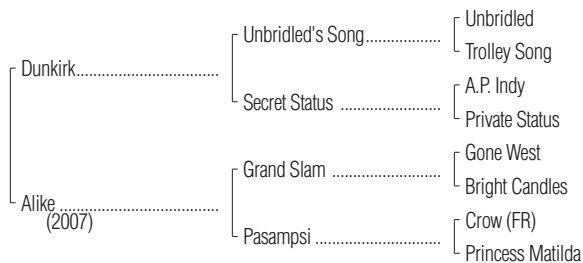 Unbridled
Unbridled's Song
Trolley Song
Dunkirk
A.P. Indy
Secret Status
Private Status
Gone West
Grand Slam
Bright Candles
Alike
(2007)
Crow (FR)
Pasampsi
Princess Matilda